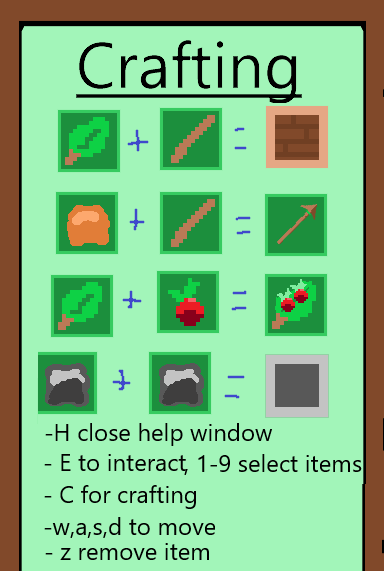 Crafting
+ =
+ =
+ =
+ =
-H close help window
- E to interact, 1-9 select items
- C for crafting
-w,a,s,d to move
- z remove item